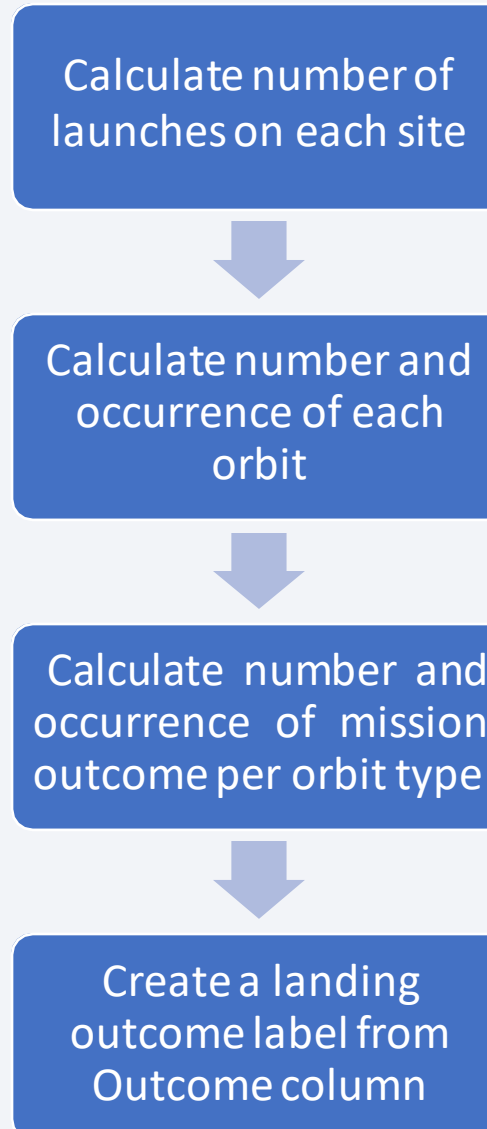 Calculate number of
launches on each site
Calculate number and
occurrence of each
orbit
Calculate number and
occurrence of mission
outcome per orbit type
Create a landing
outcome label from
Outcome column